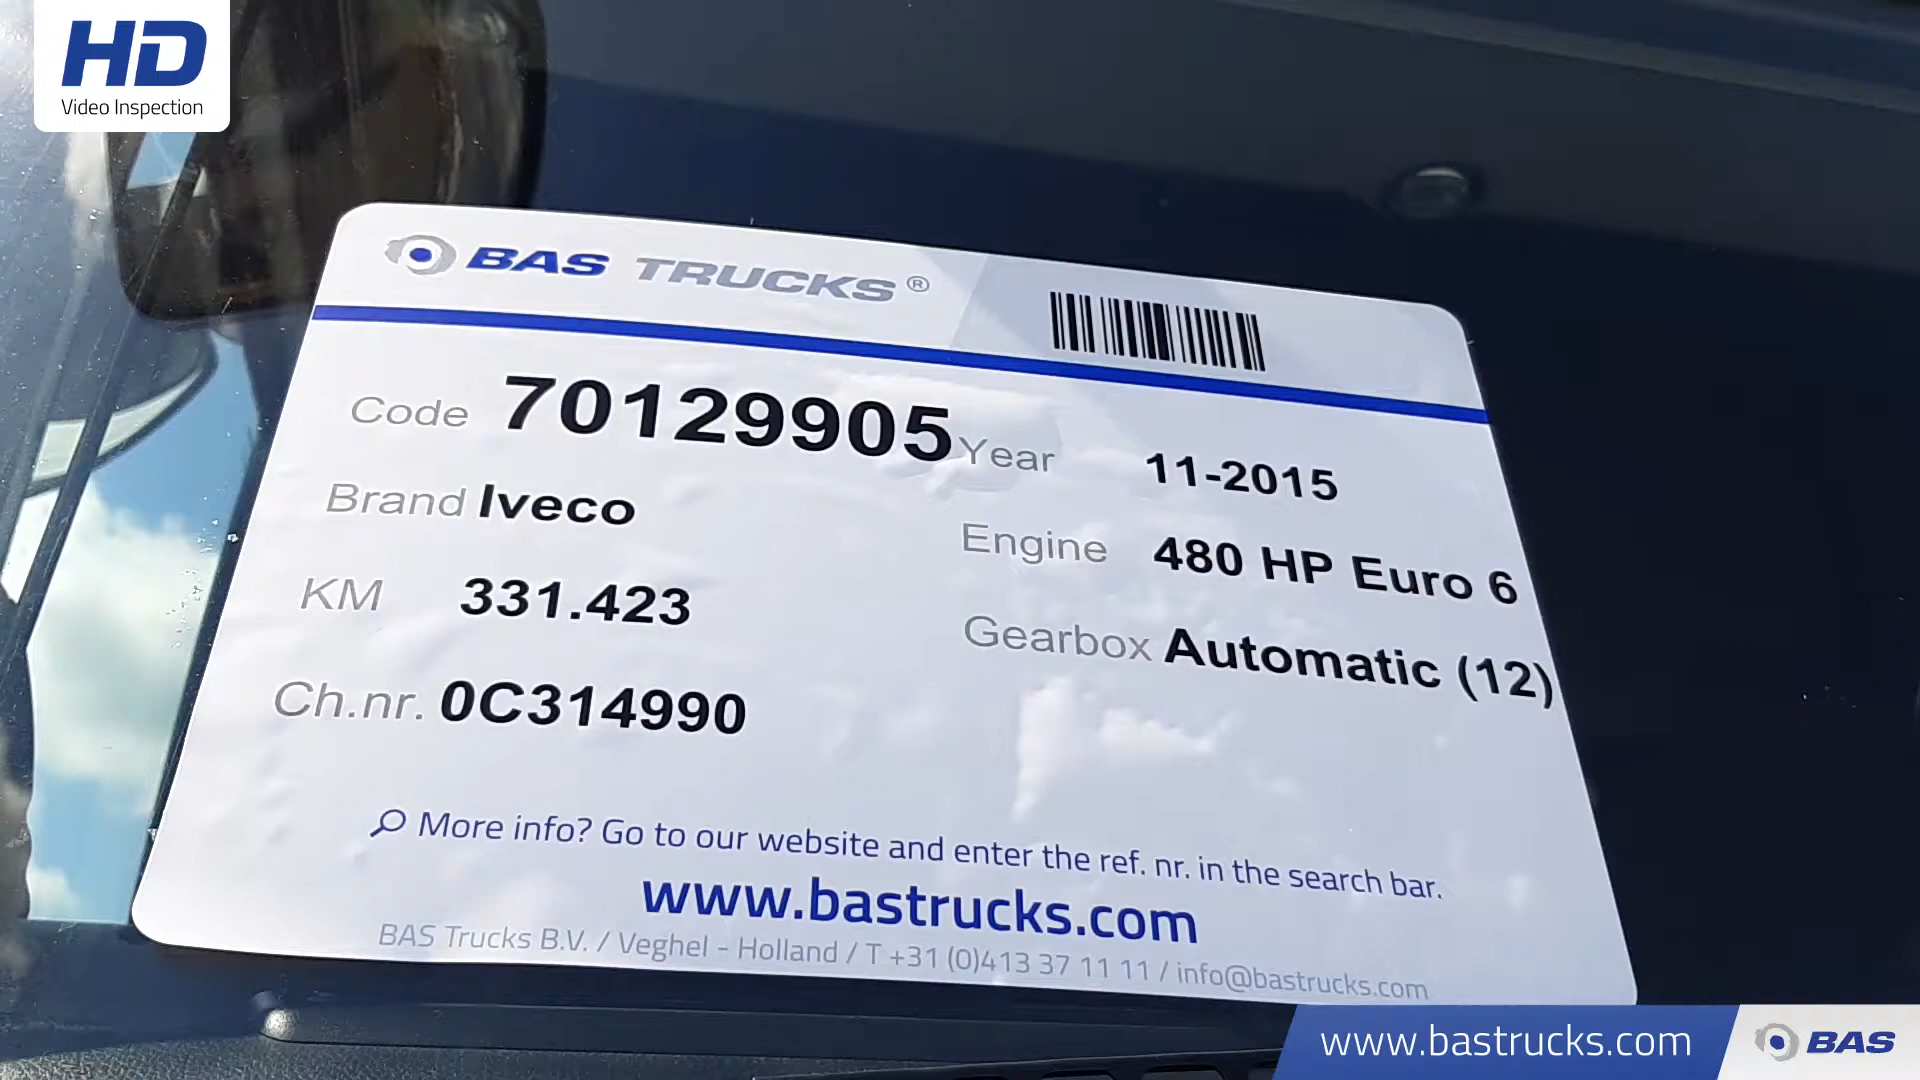 HD
Video Inspection
BAS TRUCKS®
Code 70129905 Year 11-2015
Brand Iveco Engine 480 HP Euro 6
KM 331.423 Gearbox Automatic (12)
Ch.nr. 0C314990
More info? Go to our website and enter the ref. nr. in the search bar.
www.bastrucks.com
BAS Trucks B.V. / Veghel - Holland / T +31 (0)413 37 11 11 / info@bastrucks.com
www.bastrucks.com BAS